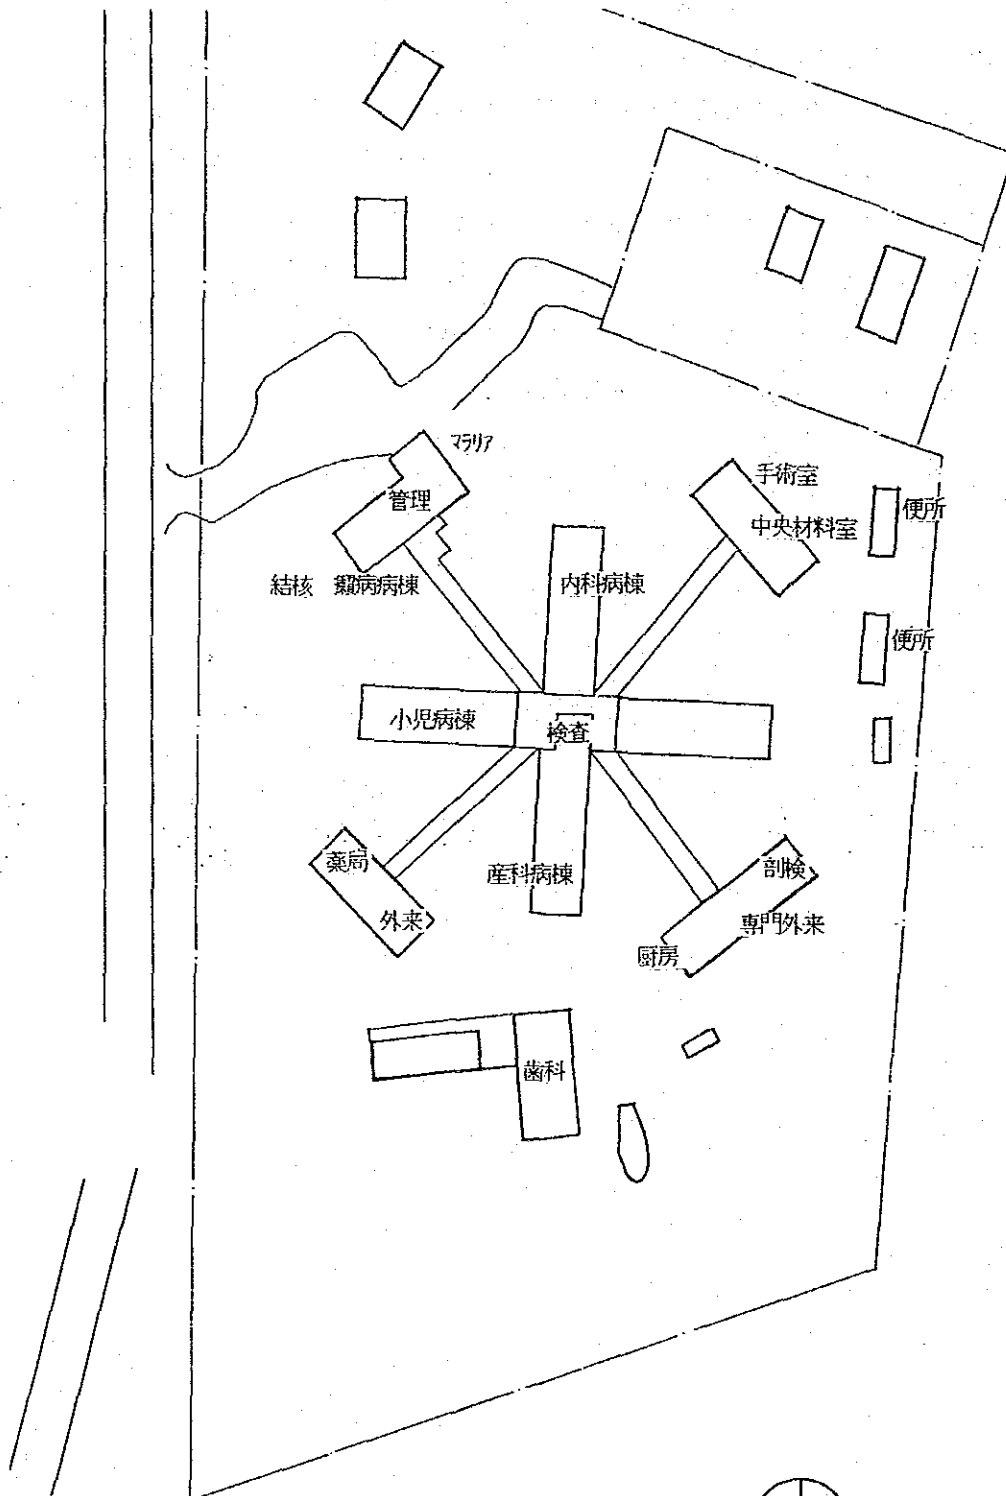 マラリア
管理
結核 癩病病棟
手術室
中央材料室
便所
内科病棟
便所
小児病棟
検査
薬局
外来
産科病棟
剖検
専門外来
厨房
歯科